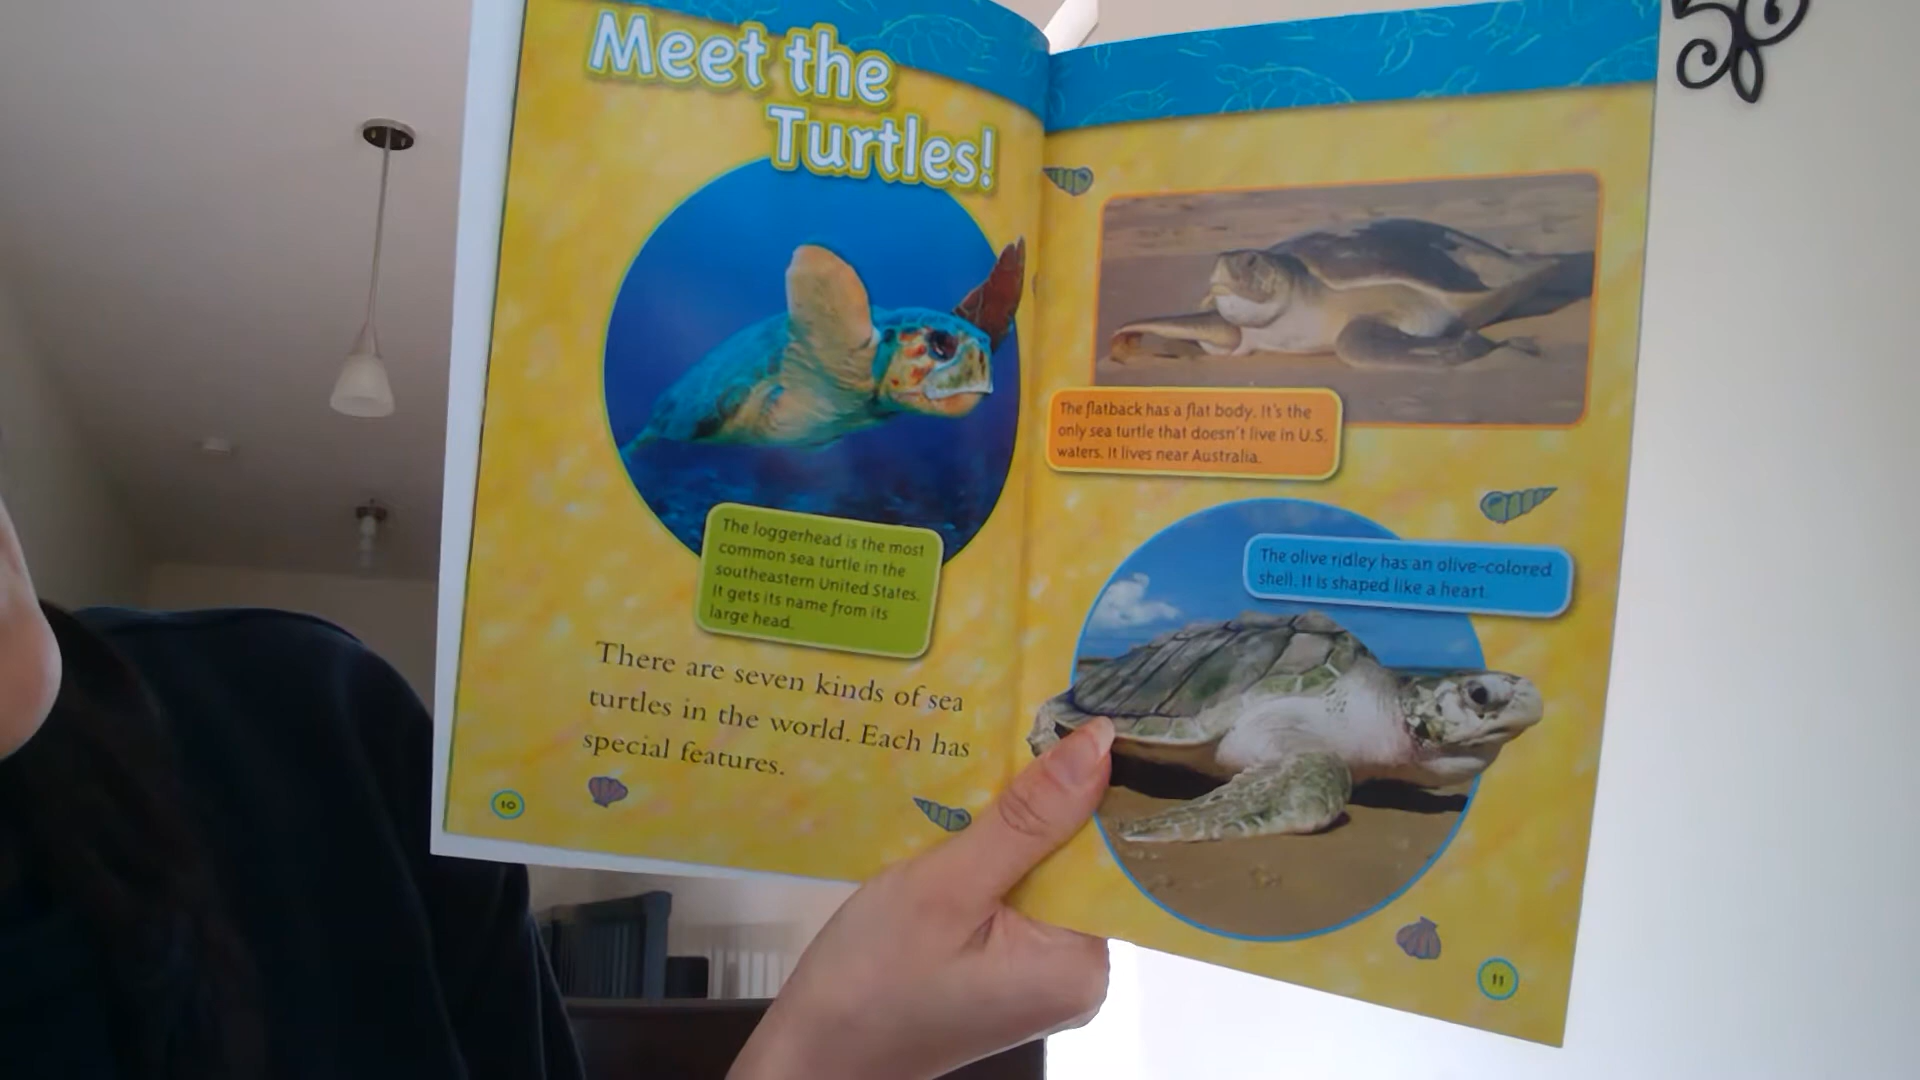 Meet the
Turtles!
The loggerhead is the most
common sea turtle in the
southeastern United States.
It gets its name from its
large head.
There are seven kinds of sea
turtles in the world. Each has
special features.
10
The flatback has a flat body. It's the
only sea turtle that doesn't live in U.S.
waters. It lives near Australia.
The olive ridley has an olive-colored
shell. It is shaped like a heart.
11